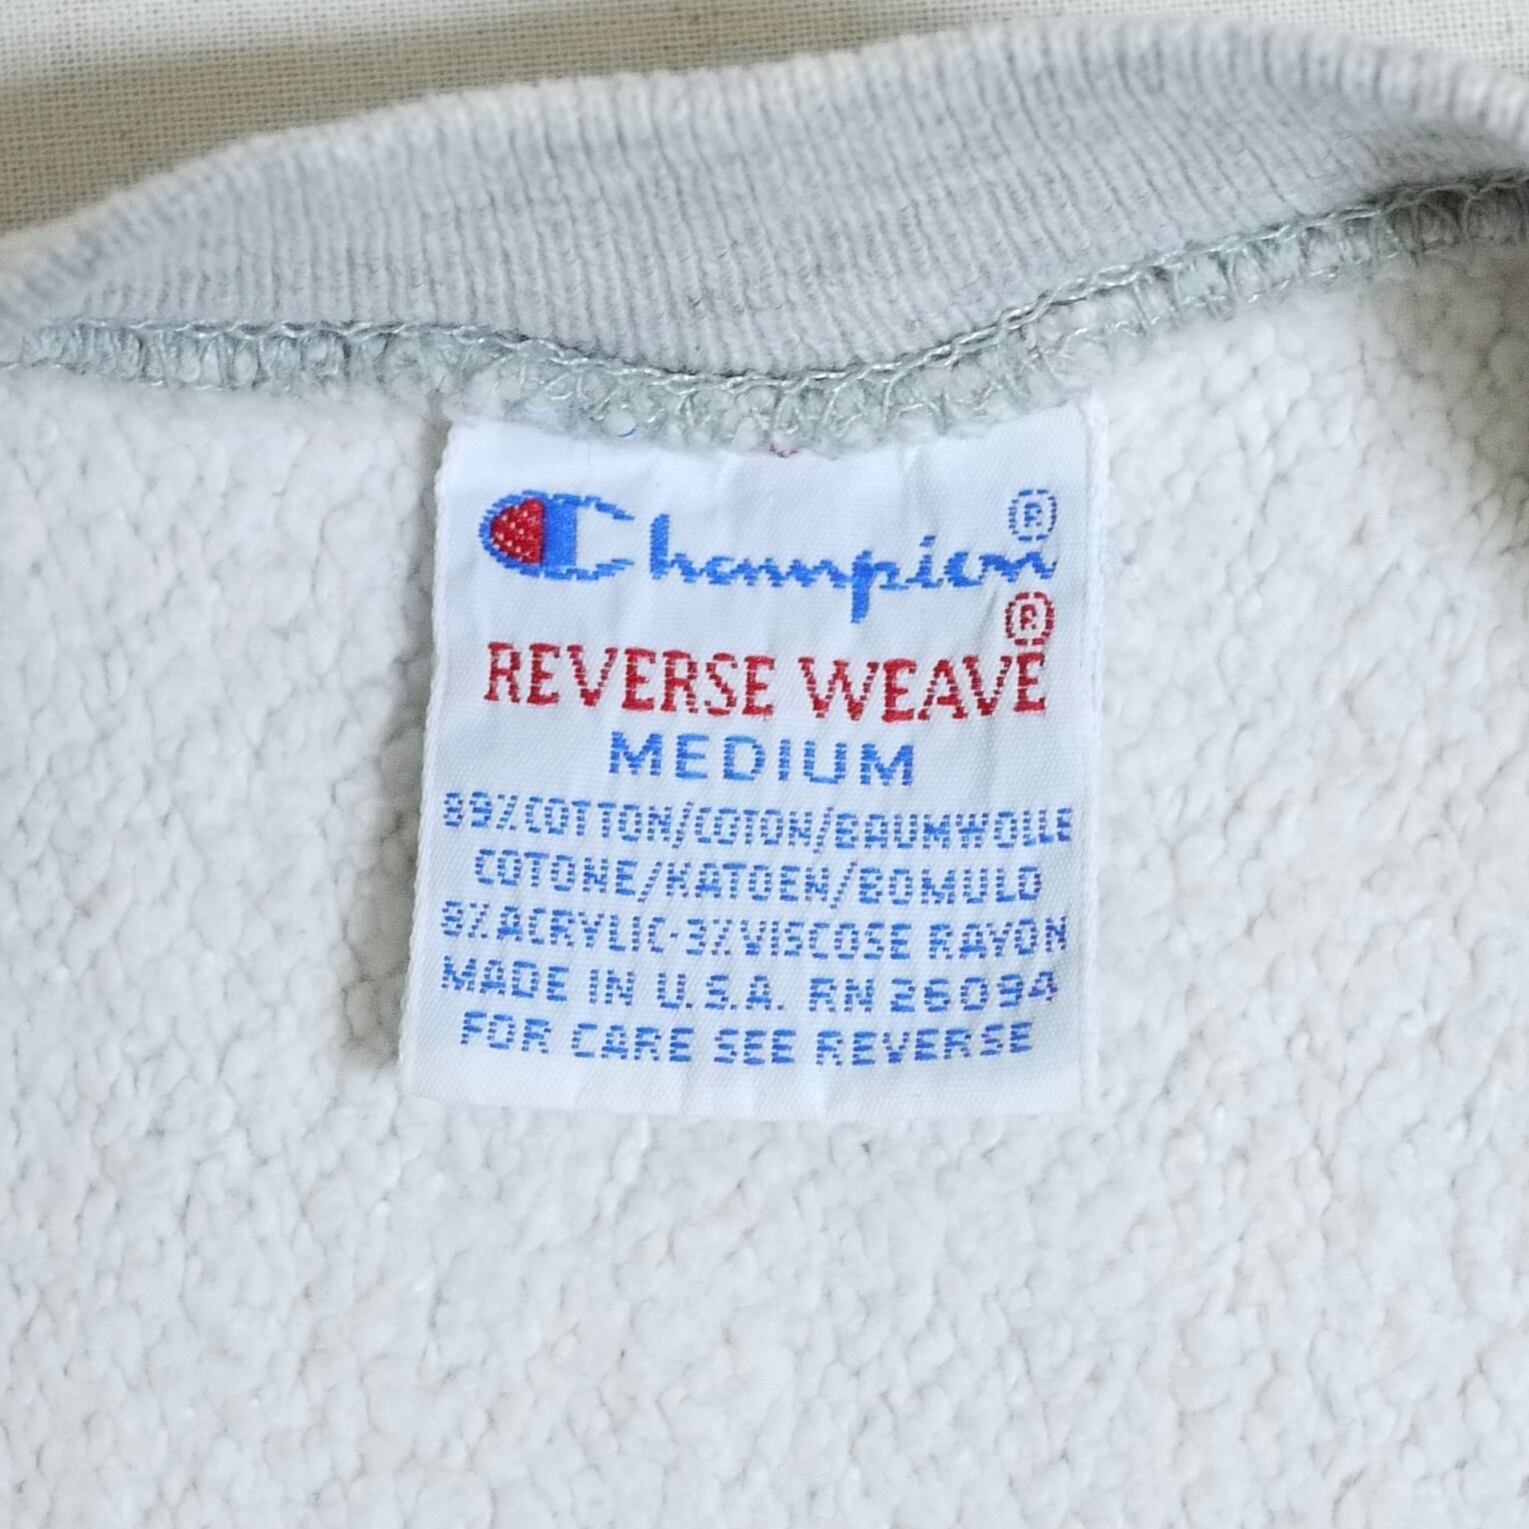 Champion®
REVERSE WEAVE®
MEDIUM
89%COTTON/COTON/BAUMWOLLE
COTONE/KATOEN/BOMULD
8%ACRYLIC-3%VISCOSE RAYON
MADE IN U.S.A. RN 26094
FOR CARE SEE REVERSE